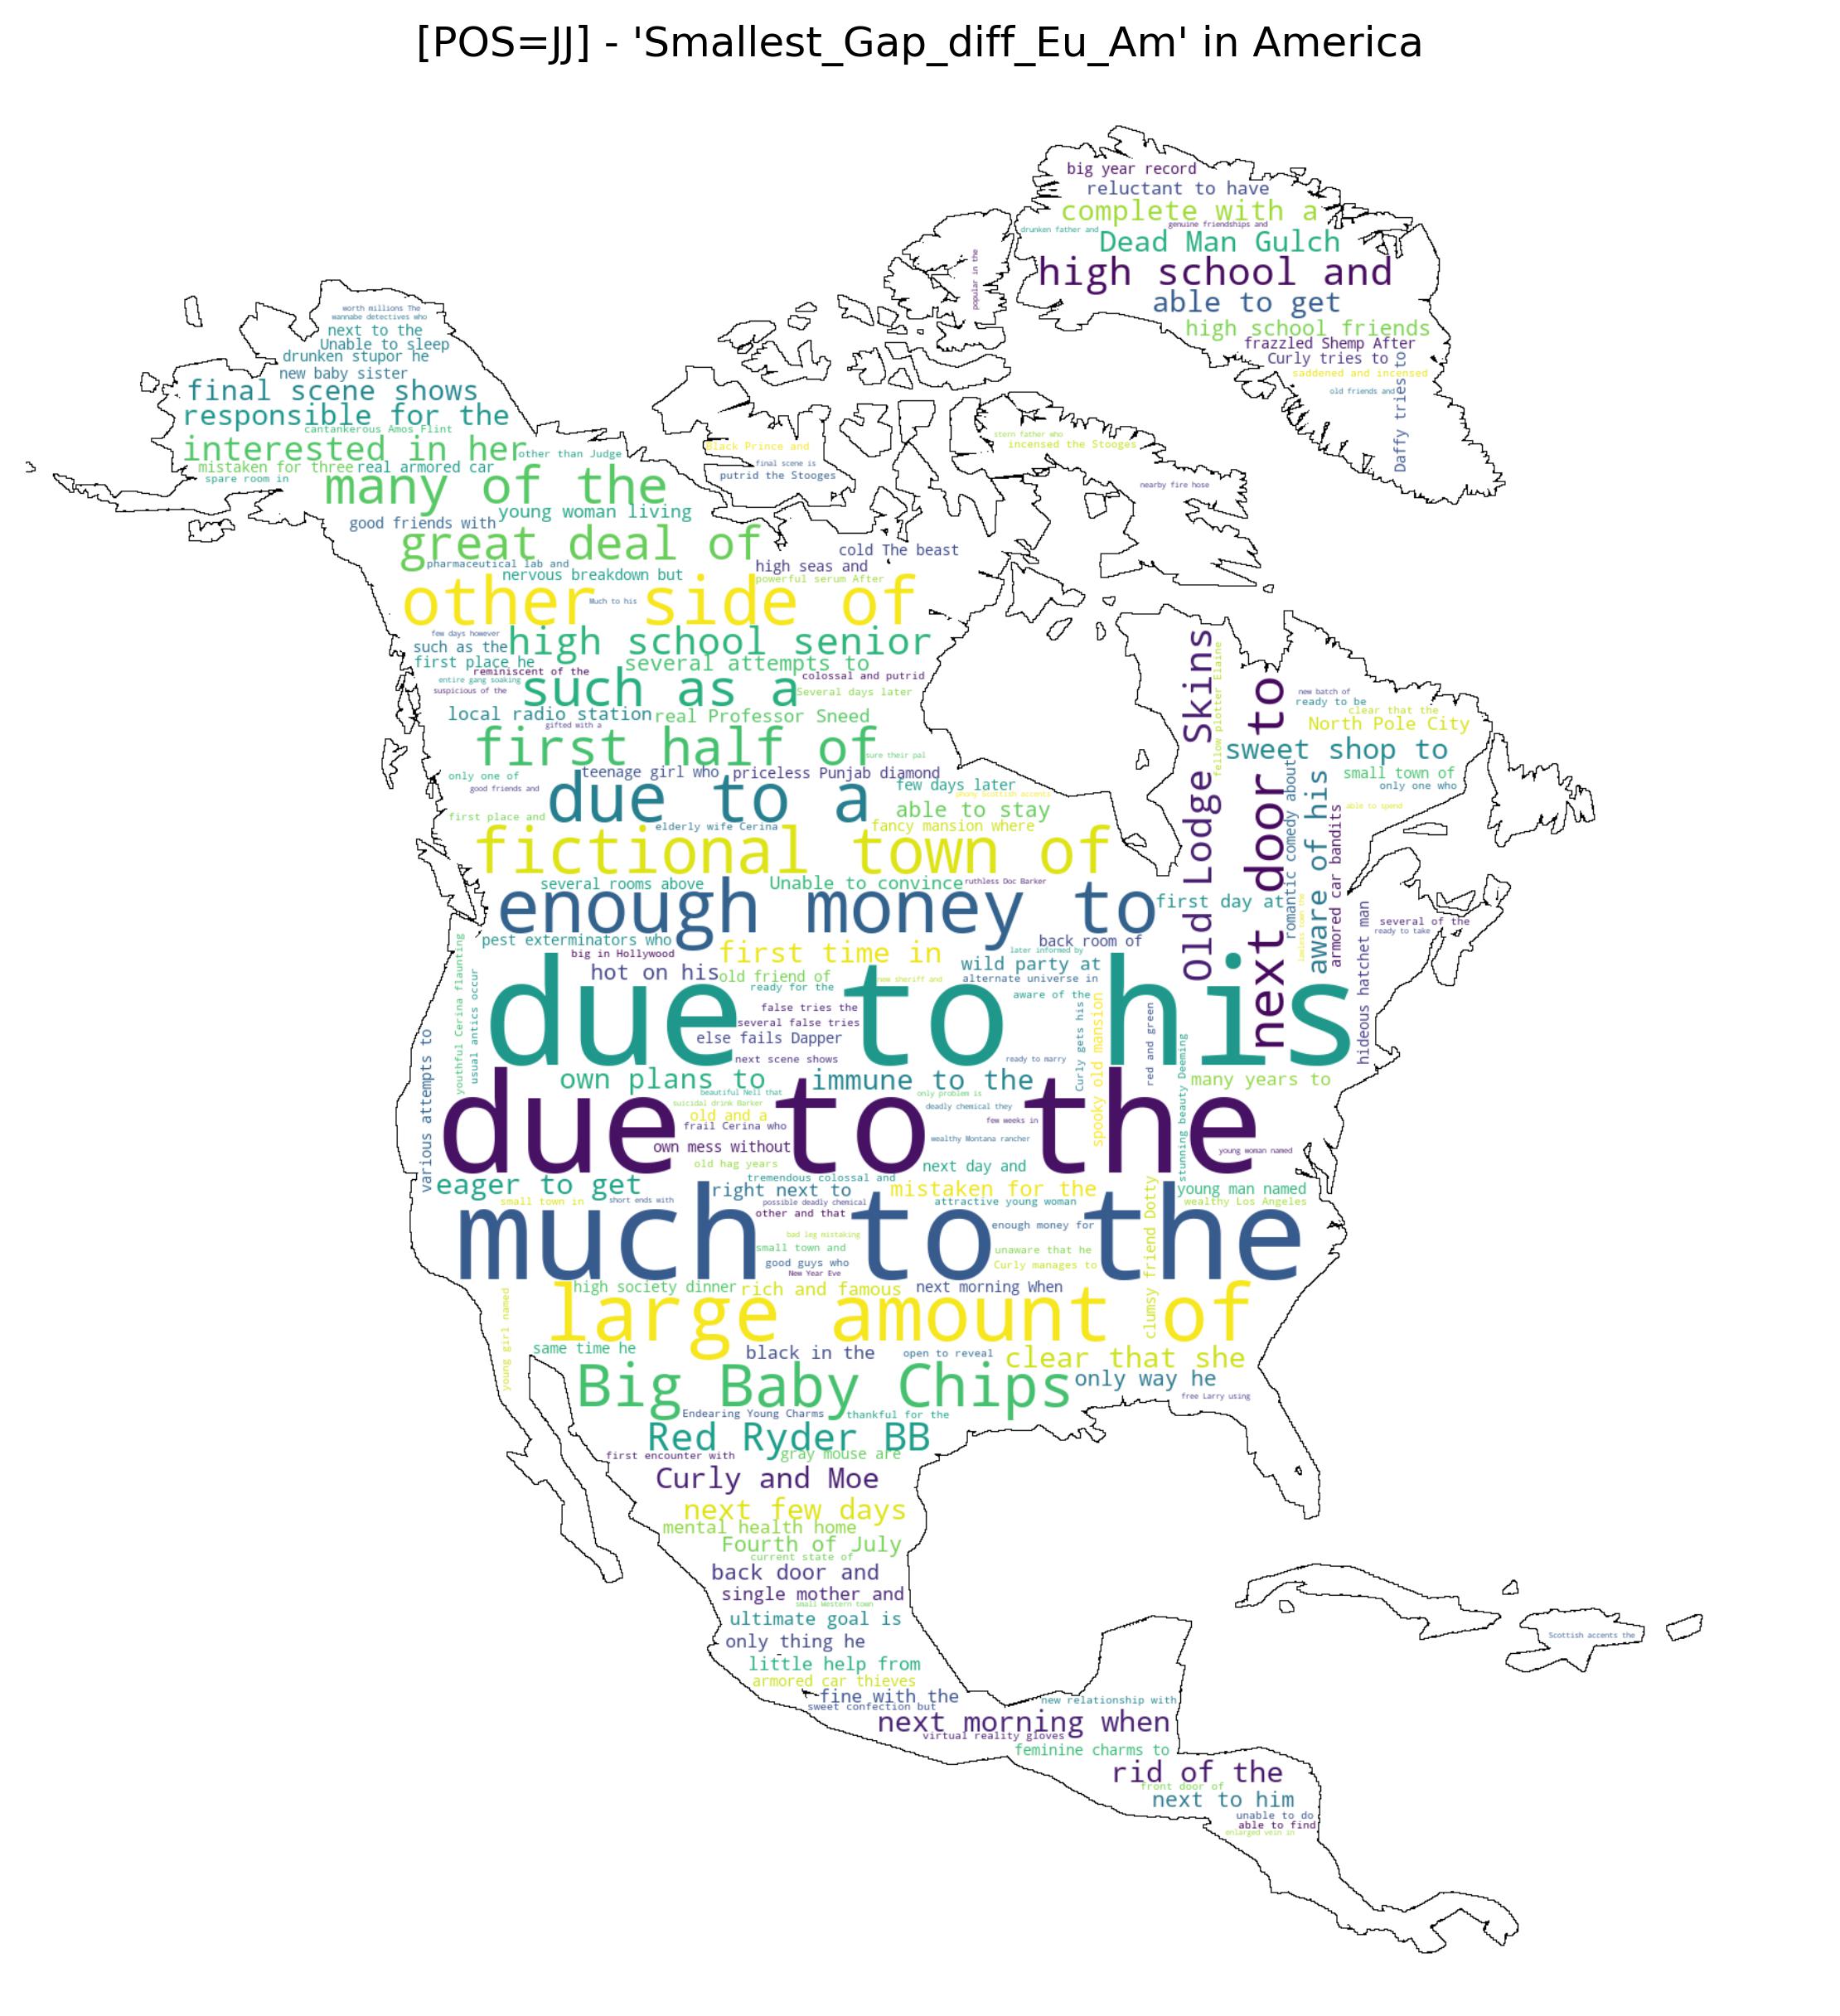 [POS=JJ] - 'Smallest_Gap_diff_Eu_Am' in America
big year record
reluctant to have
complete with a
genuine friendships and
drunken father and
Dead Man Gulch
high school and
popular in the
able to get
high school friends
frazzled Shemp After
Curly tries to
saddened and incensed
old friends and
Daffy tries to
worth millions The
wannabe detectives who
next to the
Unable to sleep
drunken stupor he
new baby sister
final scene shows
responsible for the
cantankerous Amos Flint
interested in her
other than Judge
mistaken for three
real armored car
spare room in
many of the
Black Prince and
final scene is
putrid the Stooges
stern father who
incensed the Stooges
nearby fire hose
young woman living
good friends with
great deal of
cold The beast
pharmaceutical lab and
high seas and
nervous breakdown but
powerful serum After
other side of
Much to his
few days however
such as the
high school senior
first place he
several attempts to
reminiscent of the
colossal and putrid
entire gang soaking
suspicious of the
such as a
Several days later
local radio station
real Professor Sneed
gifted with a
first half of
sure their pal
only one of
teenage girl who
priceless Punjab diamond
good friends and
due to a
few days later
able to stay
first place and
elderly wife Cerina
fancy mansion where
fictional town of
Old Lodge Skins
fellow plotter Elaine
next door to
new batch of
ready to be
clear that the
North Pole City
sweet shop to
small town of
only one who
able to spend
romantic comedy about
aware of his
armored car bandits
several rooms above
Unable to convince
ruthless Doc Barker
enough money to
first day at
several of the
ready to take
hideous hatchet man
pest exterminators who
back room of
big in Hollywood
first time in
later informed by
hot on his
old friend of
new sheriff and
wild party at
alternate universe in
ready for the
aware of the
due to his
false tries the
several false tries
else fails Dapper
next scene shows
ready to marry
Curly gets his
spooky old mansion
red and green
youthful Cerina flaunting
usual antics occur
various attempts to
own plans to
immune to the
many years to
stunning beauty Deeming
beautiful Nell that
only problem is
suicidal drink Barker
deadly chemical they
old and a
due to the
frail Cerina who
few weeks in
wealthy Montana rancher
own mess without
young woman named
old hag years
next day and
tremendous colossal and
eager to get
right next to
mistaken for the
young man named
small town in
short ends with
possible deadly chemical
attractive young woman
wealthy Los Angeles
other and that
much to the
enough money for
bad leg mistaking
small town and
unaware that he
good guys who
Curly manages to
New Year Eve
clumsy friend Dotty
high society dinner
rich and famous
next morning When
young girl named
large amount of
same time he
black in the
open to reveal
clear that she
Big Baby Chips
only way he
free Larry using
Endearing Young Charms
thankful for the
Red Ryder BB
first encounter with
gray mouse are
Curly and Moe
next few days
mental health home
Fourth of July
current state of
back door and
single mother and
small Western town
ultimate goal is
Scottish accents the
only thing he
little help from
armored car thieves
fine with the
sweet confection but
new relationship with
next morning when
virtual reality gloves
feminine charms to
rid of the
front door of
next to him
unable to do
able to find
enlarged vein in